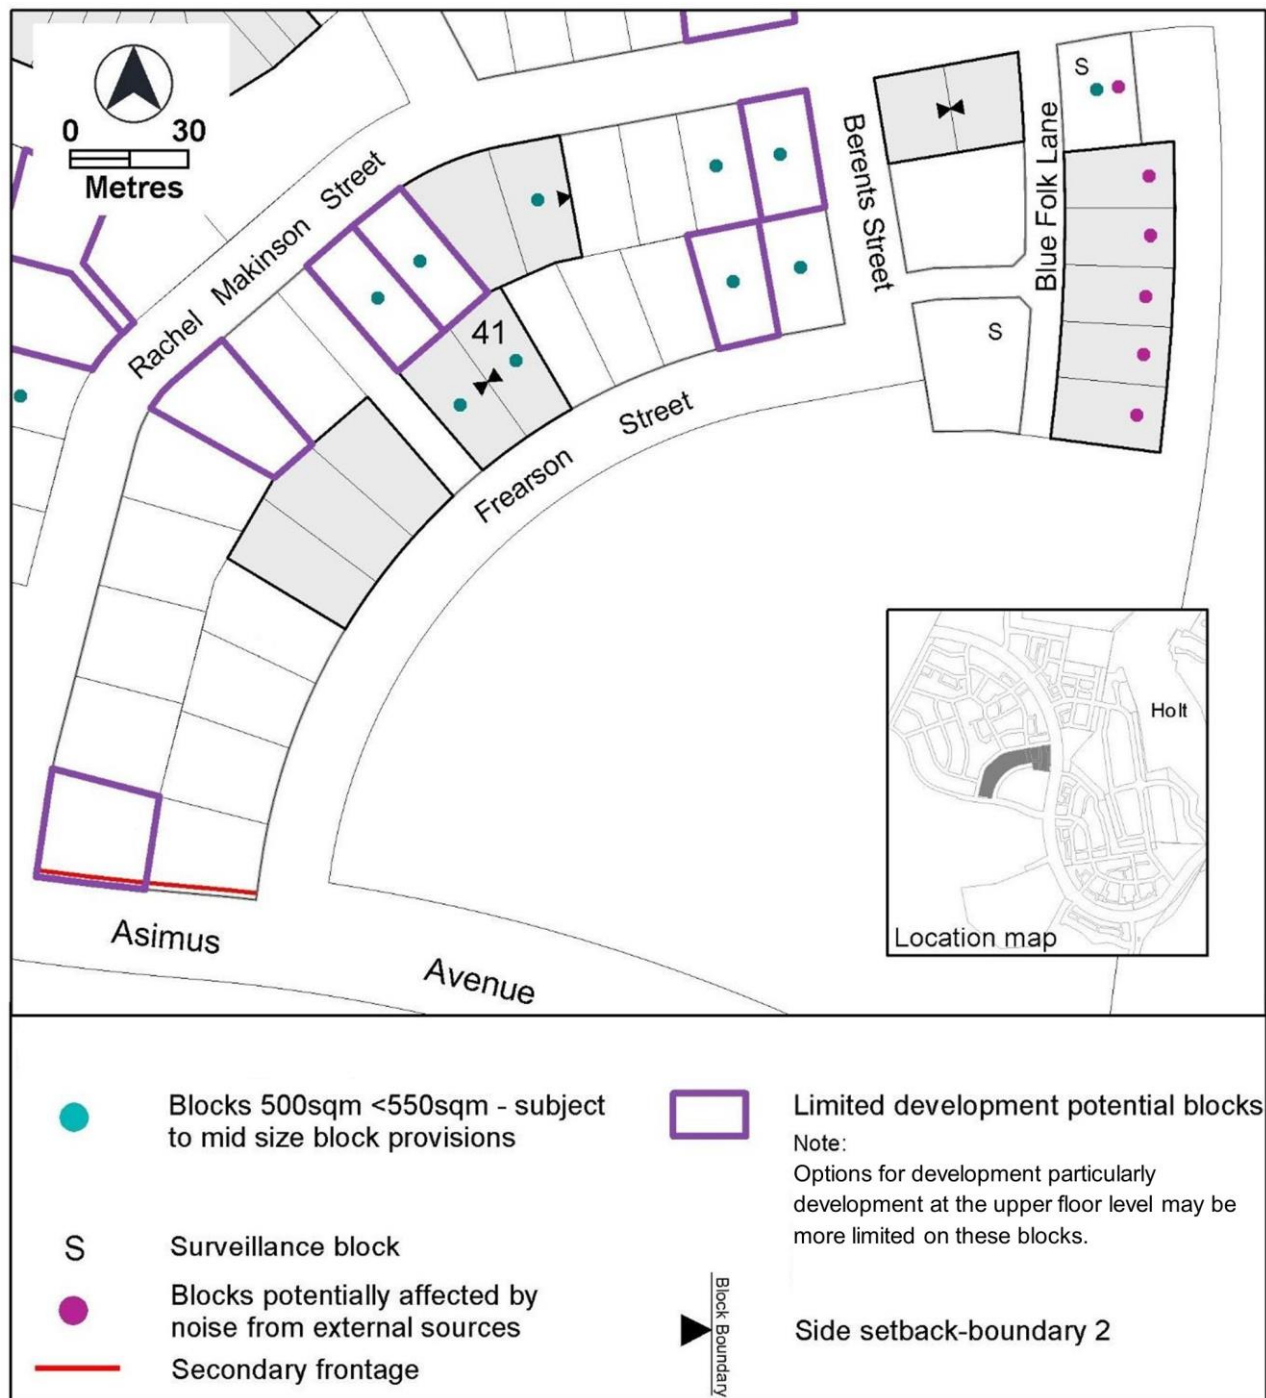 0 30
Metres
Rachel Makinson Street
41
Frearson Street
Berents Street
Blue Folk Lane
S
S
Asimus
Avenue
Holt
Location map
Blocks 500sqm <550sqm - subject
to mid size block provisions
S Surveillance block
Blocks potentially affected by
noise from external sources
Secondary frontage
Limited development potential blocks
Note:
Options for development particularly
development at the upper floor level may be
more limited on these blocks.
Block Boundary
Side setback-boundary 2